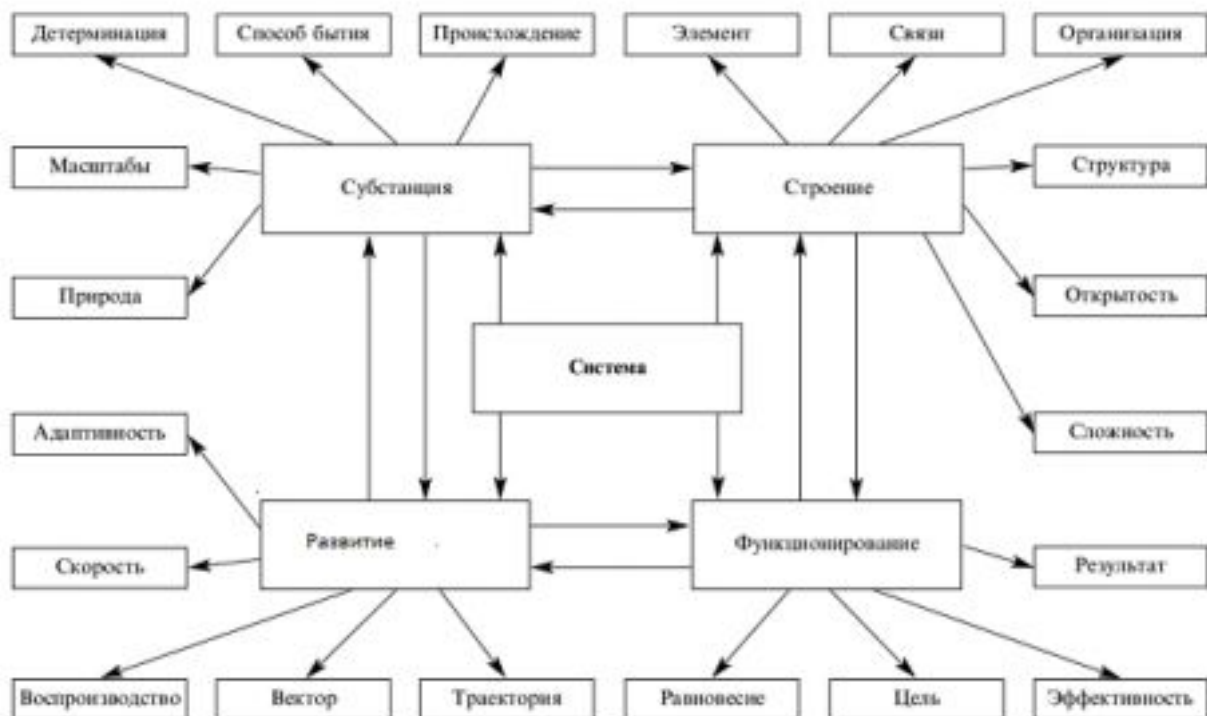 Детерминация
Способ бытия
Происхождение
Элемент
Связи
Организация
Масштабы
Субстанция
Строение
Структура
Природа
Открытость
Система
Адаптивность
Сложность
Развитие
Функционирование
Скорость
Результат
Воспроизводство
Вектор
Траектория
Равновесие
Цель
Эффективность